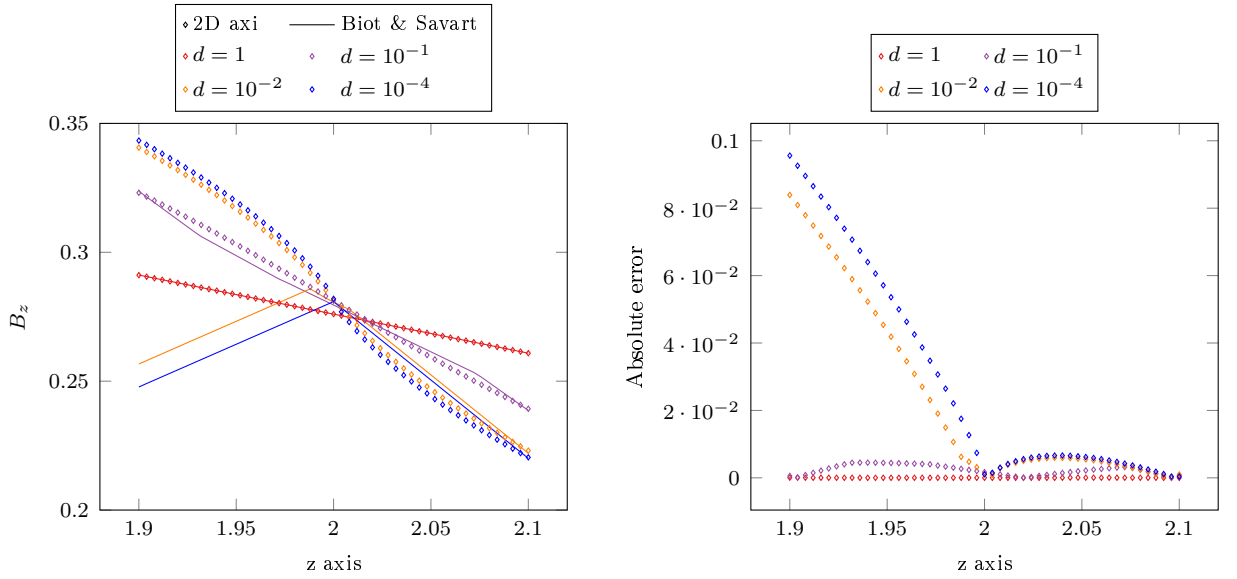 2D axi Biot & Savart
d = 1 d = 10⁻¹
d = 10⁻² d = 10⁻⁴
0.35
0.3
0.25
0.2
B_z
1.9 1.95 2 2.05 2.1
z axis
d = 1 d = 10⁻¹
d = 10⁻² d = 10⁻⁴
0.1
8 · 10⁻²
6 · 10⁻²
4 · 10⁻²
2 · 10⁻²
0
Absolute error
1.9 1.95 2 2.05 2.1
z axis